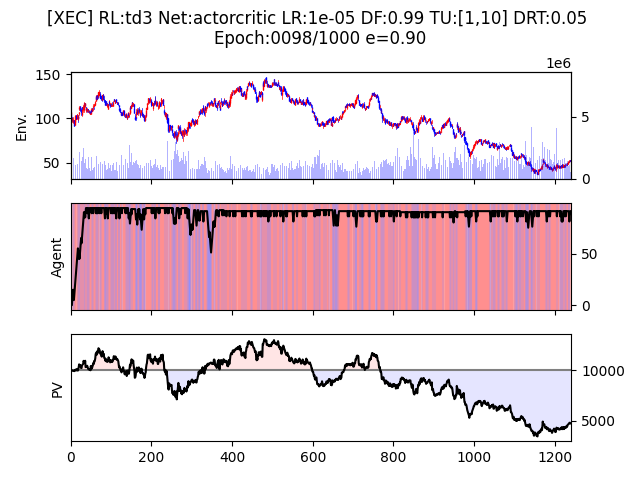 [XEC] RL:td3 Net:actorcritic LR:1e-05 DF:0.99 TU:[1,10] DRT:0.05
Epoch:0098/1000 e=0.90
1e6
150
100
50
Env.
5
0
Agent
50
0
PV
10000
5000
0 200 400 600 800 1000 1200